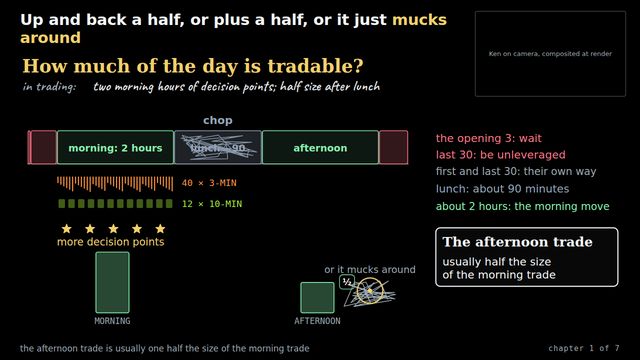 Up and back a half, or plus a half, or it just mucks
around
Ken on camera, composited at render
How much of the day is tradable?
in trading: two morning hours of decision points; half size after lunch
chop
morning: 2 hours
afternoon
the opening 3: wait
last 30: be unleveraged
first and last 30: their own way
lunch: about 90 minutes
about 2 hours: the morning move
40 × 3-MIN
12 × 10-MIN
more decision points
The afternoon trade
usually half the size
of the morning trade
or it mucks around
½
MORNING
AFTERNOON
the afternoon trade is usually one half the size of the morning trade
chapter 1 of 7